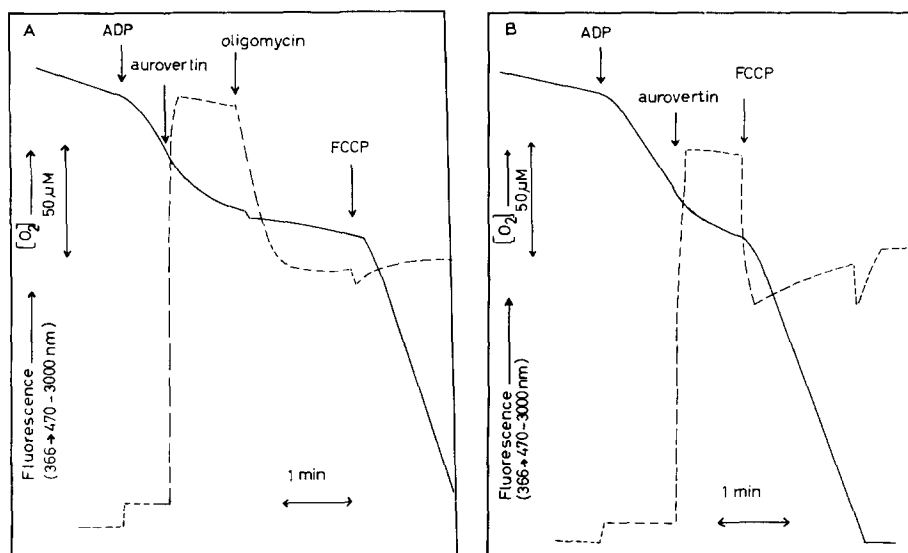 A
ADP
aurovertin
oligomycin
FCCP
[O₂]
50 µM
Fluorescence
(366→470-3000 nm)
1 min
B
ADP
aurovertin
FCCP
[O₂]
50 µM
Fluorescence
(366→470-3000 nm)
1 min